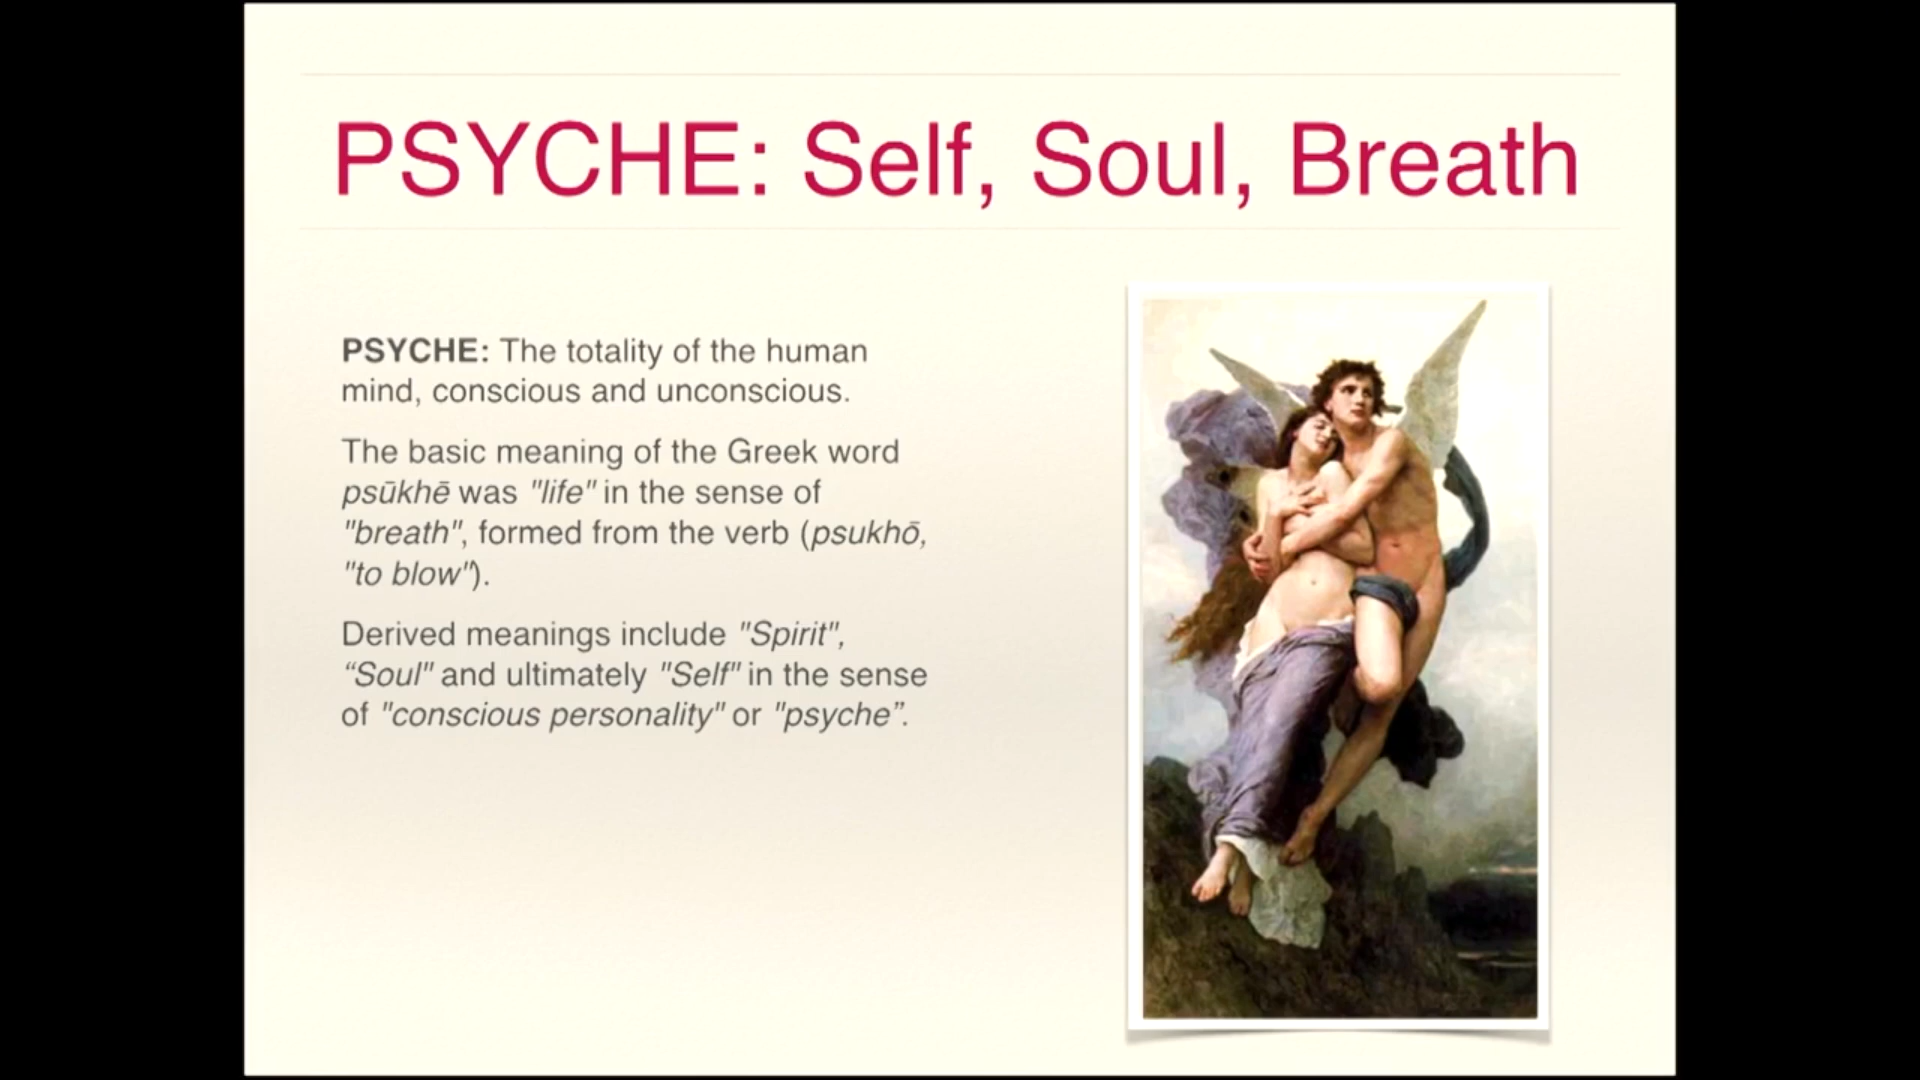 PSYCHE: Self, Soul, Breath
PSYCHE: The totality of the human
mind, conscious and unconscious.
The basic meaning of the Greek word
psūkhē was "life" in the sense of
"breath", formed from the verb (psukhō,
"to blow").
Derived meanings include "Spirit",
“Soul" and ultimately "Self" in the sense
of "conscious personality" or "psyche”.